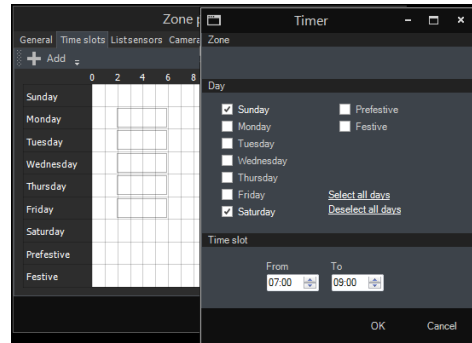 Zone p
General Time slots Listsensors Camera
Add
0 2 4 6 8
Sunday
Monday
Tuesday
Wednesday
Thursday
Friday
Saturday
Prefestive
Festive
Timer
Zone
Day
Sunday Prefestive
Monday Festive
Tuesday
Wednesday
Thursday
Friday Select all days
Saturday Deselect all days
Time slot
From To
07:00 09:00
OK Cancel